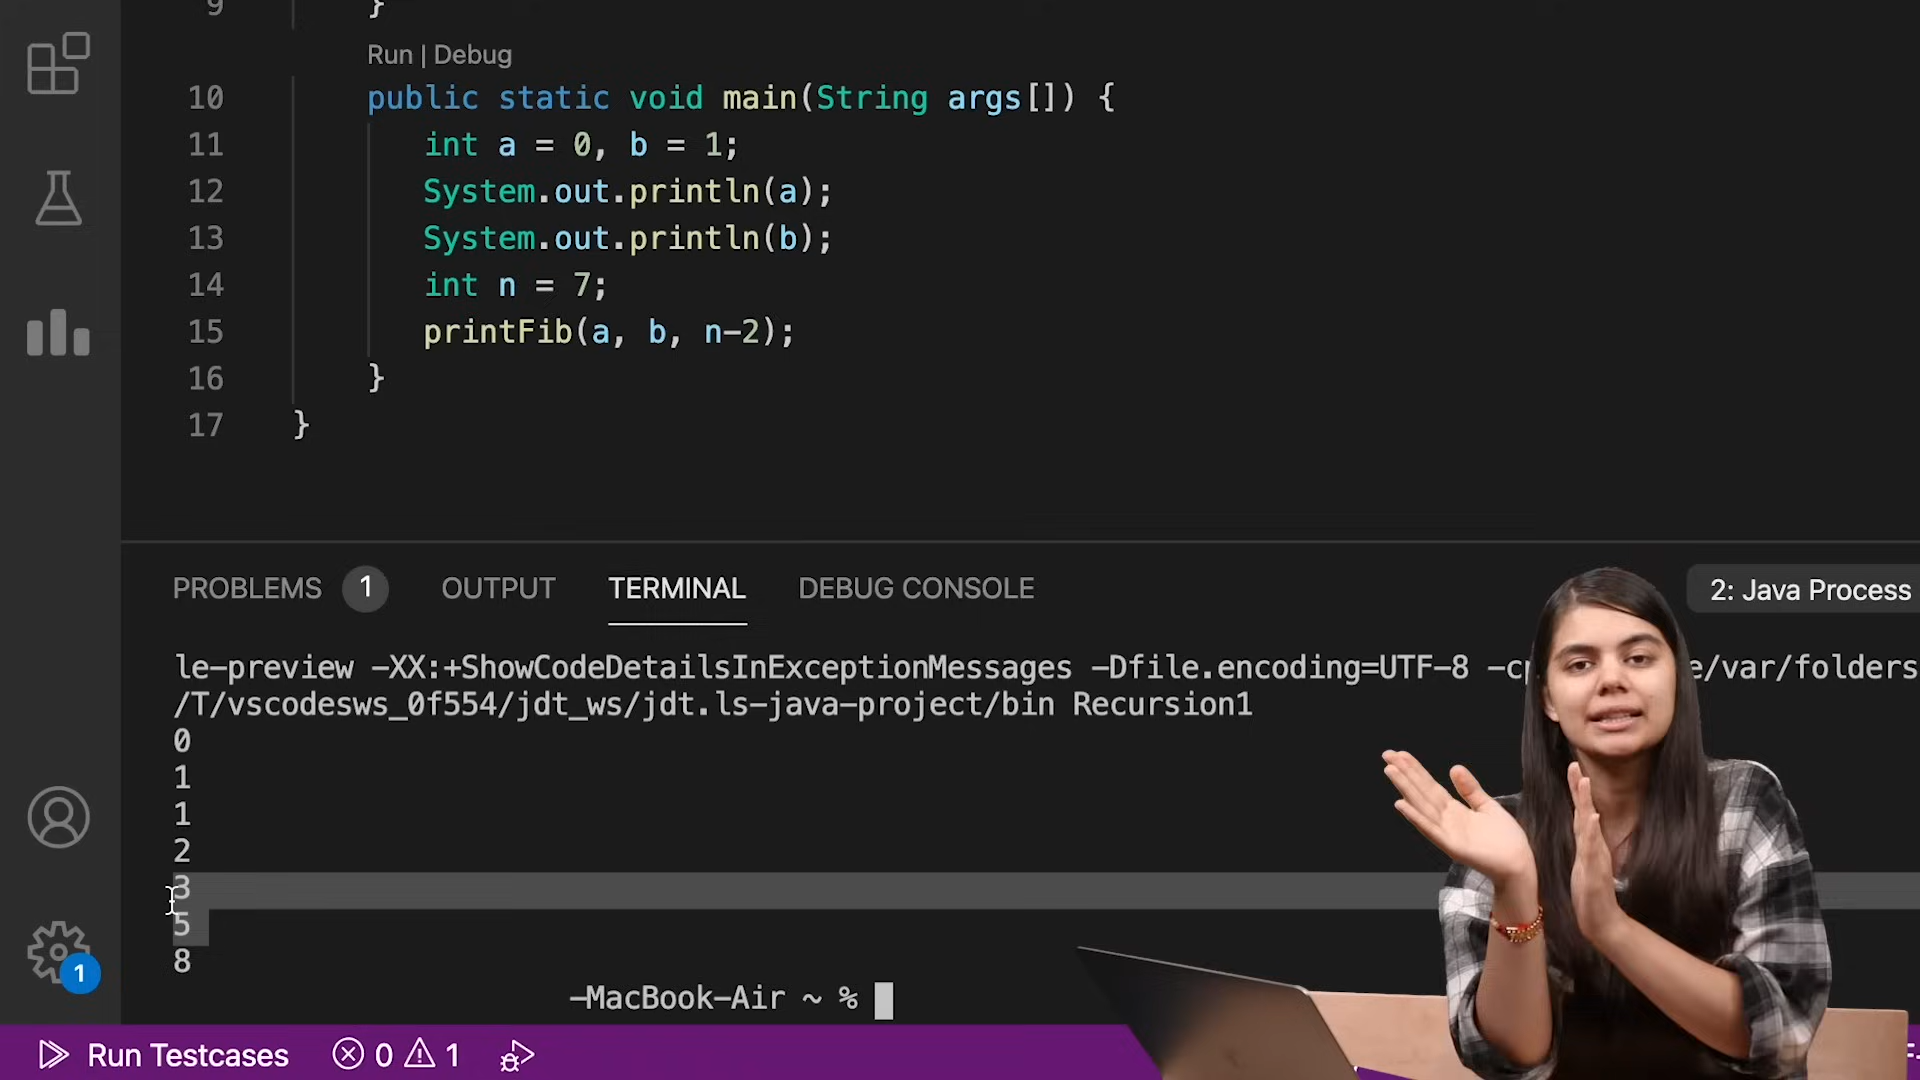 9 }
Run | Debug
10 public static void main(String args[]) {
11 int a = 0, b = 1;
12 System.out.println(a);
13 System.out.println(b);
14 int n = 7;
15 printFib(a, b, n-2);
16 }
17 }
PROBLEMS 1 OUTPUT TERMINAL DEBUG CONSOLE 2: Java Process
le-preview -XX:+ShowCodeDetailsInExceptionMessages -Dfile.encoding=UTF-8 e/var/folders
/T/vscodesws_0f554/jdt_ws/jdt.ls-java-project/bin Recursion1
0
1
1
2
3
5
8
-MacBook-Air ~ %
1
Run Testcases 0 1